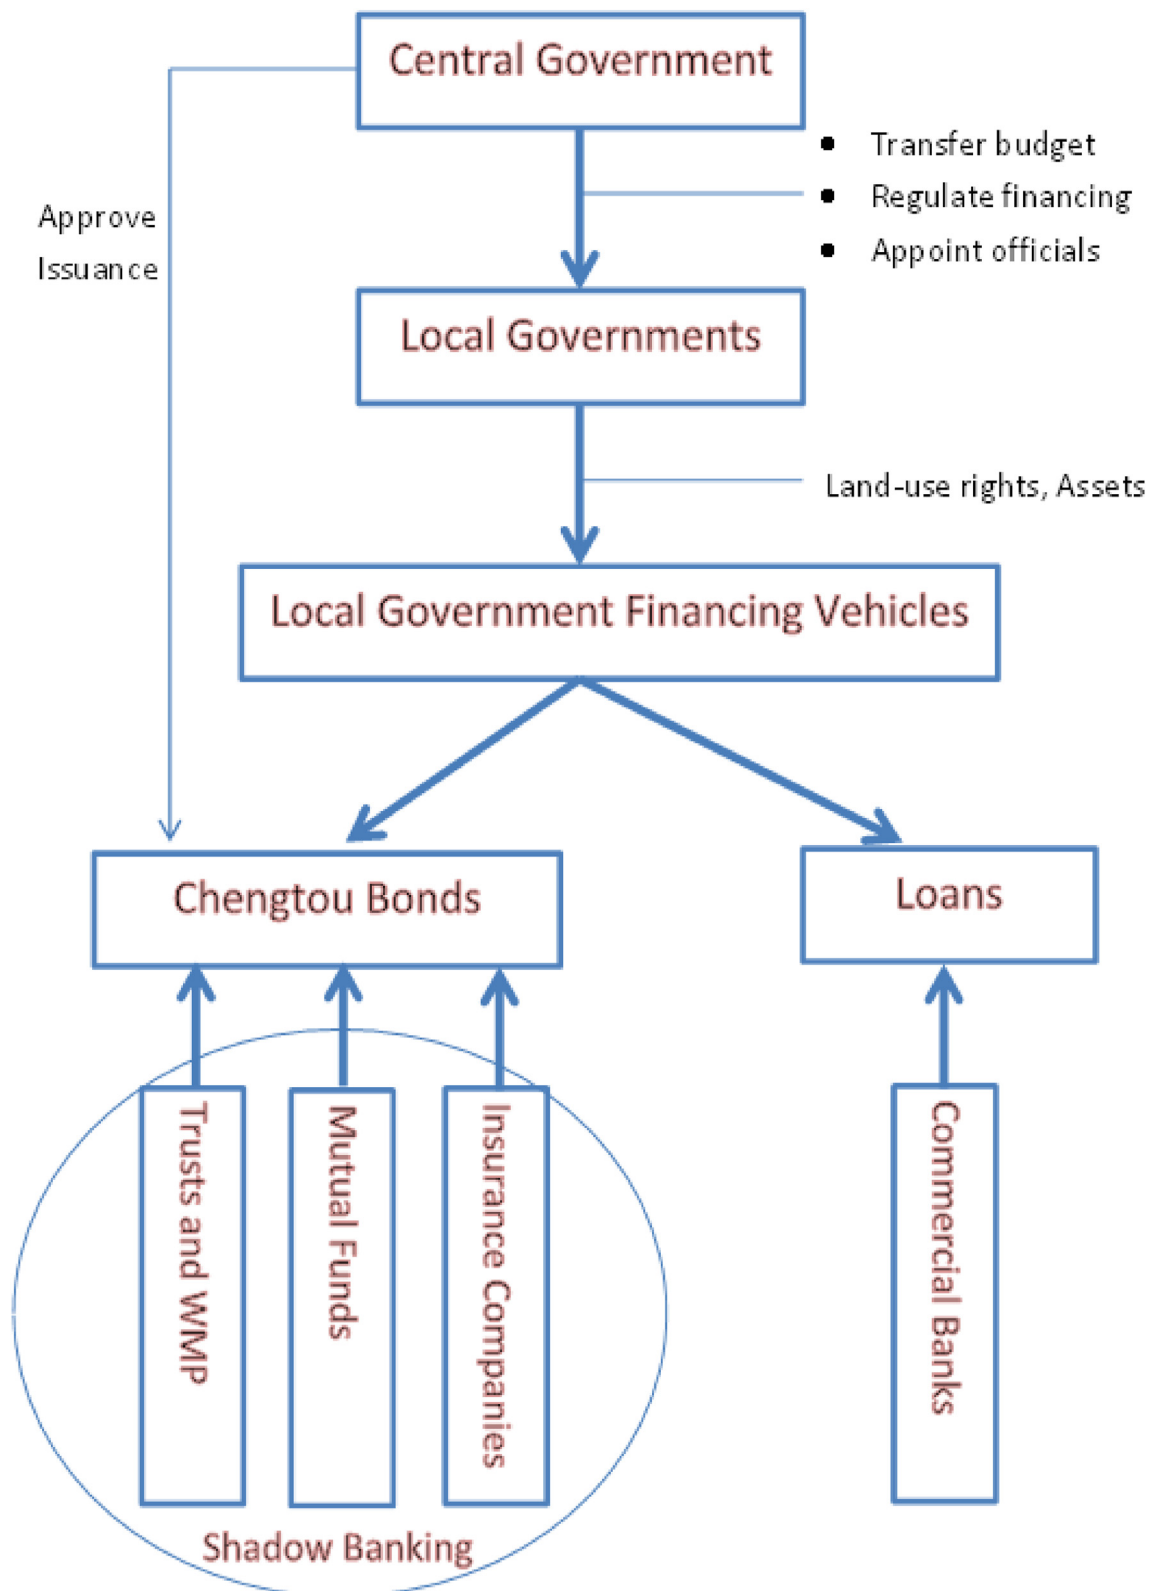 Central Government
• Transfer budget
• Regulate financing
• Appoint officials
Approve
Issuance
Local Governments
Land-use rights, Assets
Local Government Financing Vehicles
Chengtou Bonds
Loans
Trusts and WMP
Mutual Funds
Insurance Companies
Commercial Banks
Shadow Banking